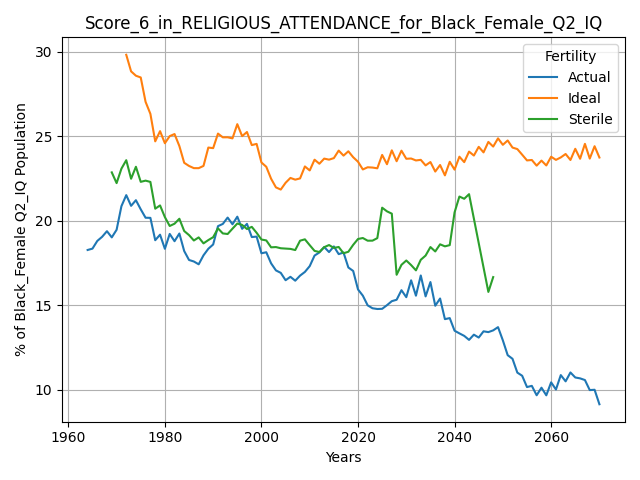 Score_6_in_RELIGIOUS_ATTENDANCE_for_Black_Female_Q2_IQ
30
25
20
15
10
% of Black_Female Q2_IQ Population
Fertility
Actual
Ideal
Sterile
1960
1980
2000
2020
2040
2060
Years